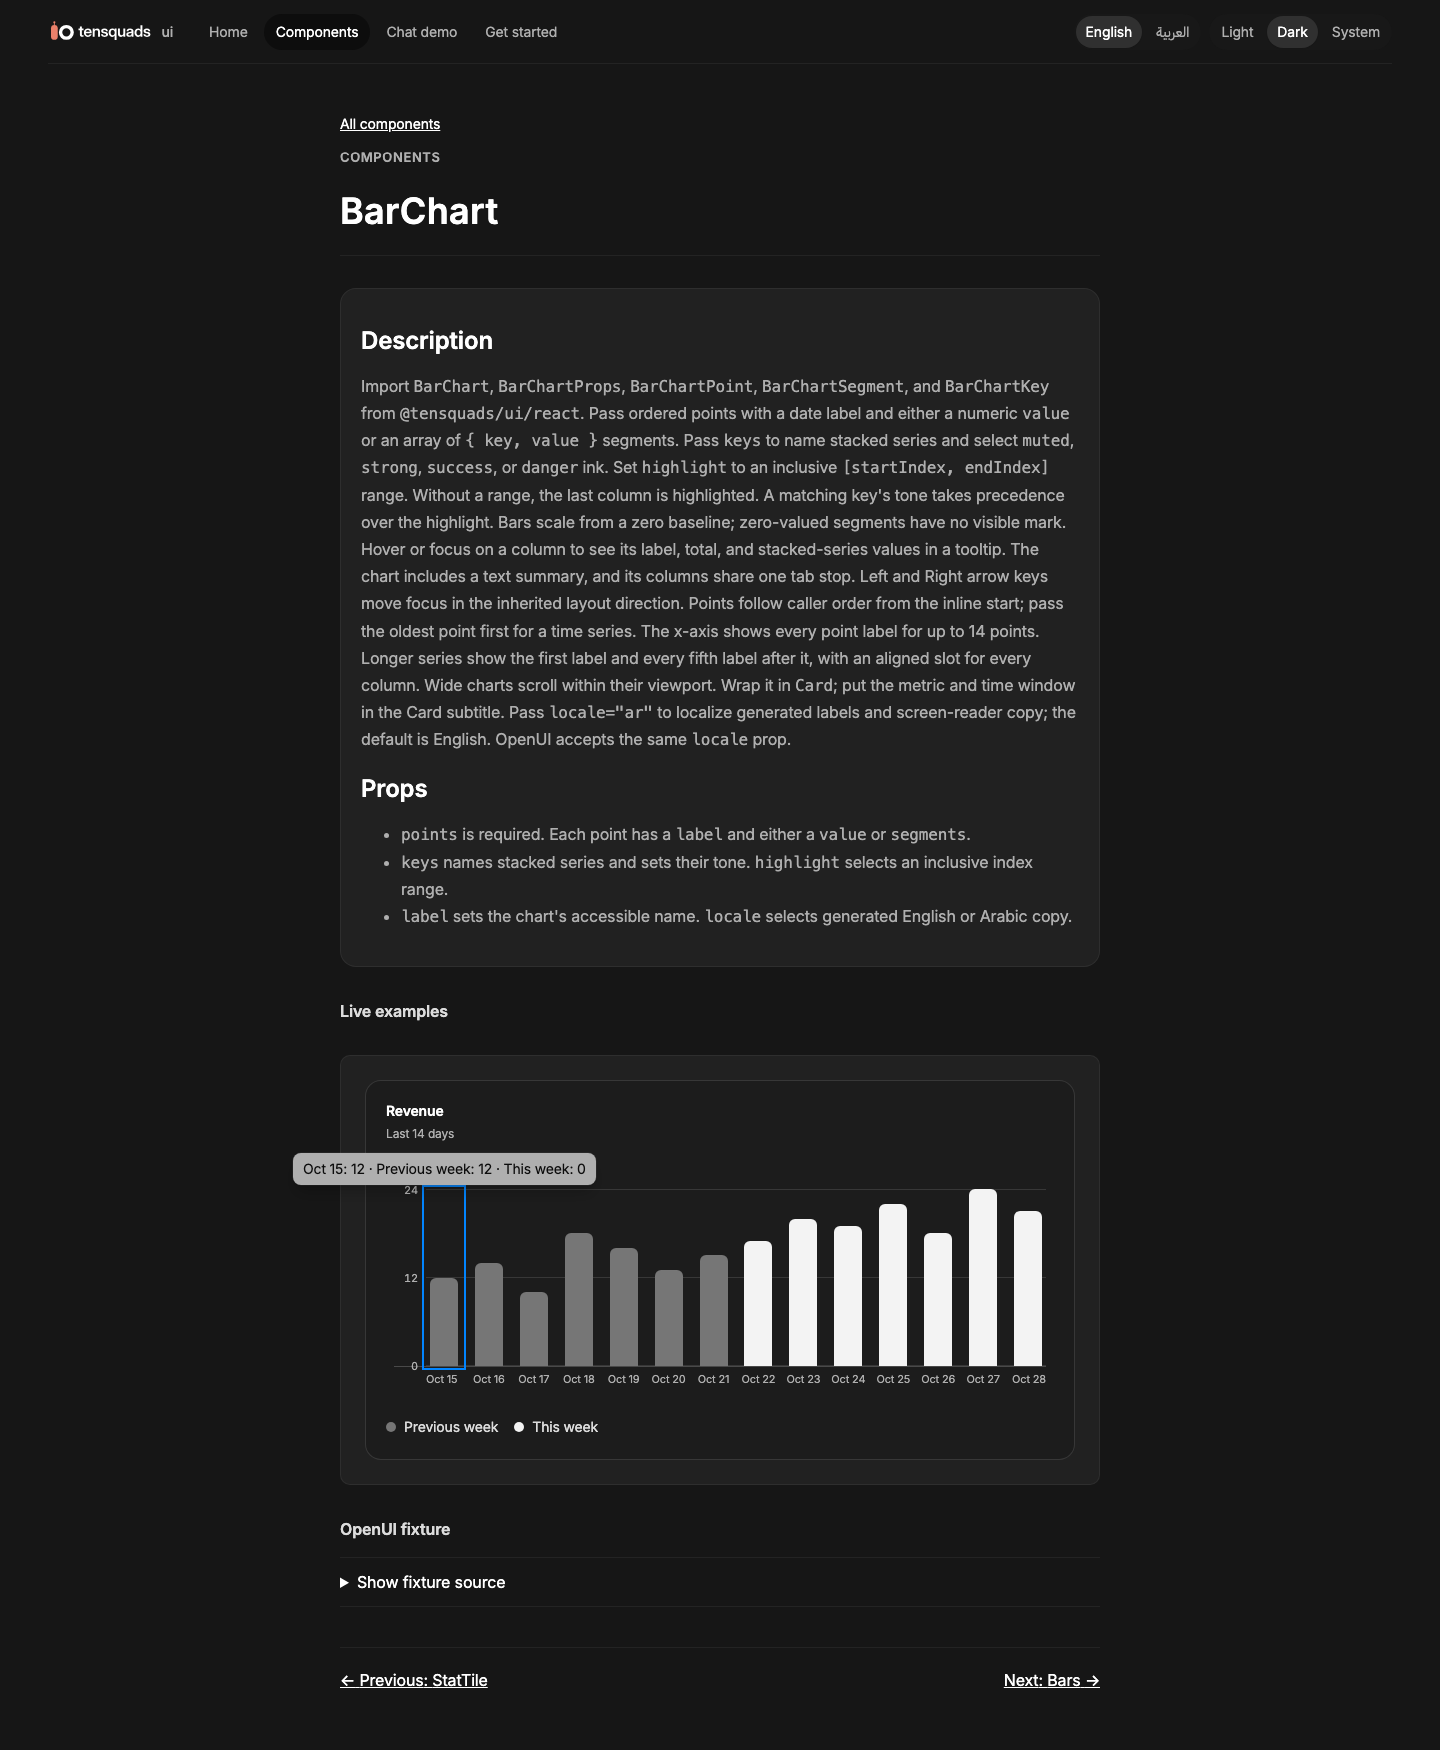 tensquads ui Home Components Chat demo Get started English العربية Light Dark System
All components
COMPONENTS
BarChart
Description
Import BarChart, BarChartProps, BarChartPoint, BarChartSegment, and BarChartKey
from @tensquads/ui/react. Pass ordered points with a date label and either a numeric value
or an array of { key, value } segments. Pass keys to name stacked series and select muted,
strong, success, or danger ink. Set highlight to an inclusive [startIndex, endIndex]
range. Without a range, the last column is highlighted. A matching key's tone takes precedence
over the highlight. Bars scale from a zero baseline; zero-valued segments have no visible mark.
Hover or focus on a column to see its label, total, and stacked-series values in a tooltip. The
chart includes a text summary, and its columns share one tab stop. Left and Right arrow keys
move focus in the inherited layout direction. Points follow caller order from the inline start; pass
the oldest point first for a time series. The x-axis shows every point label for up to 14 points.
Longer series show the first label and every fifth label after it, with an aligned slot for every
column. Wide charts scroll within their viewport. Wrap it in Card; put the metric and time window
in the Card subtitle. Pass locale="ar" to localize generated labels and screen-reader copy; the
default is English. OpenUI accepts the same locale prop.
Props
• points is required. Each point has a label and either a value or segments.
• keys names stacked series and sets their tone. highlight selects an inclusive index
range.
• label sets the chart's accessible name. locale selects generated English or Arabic copy.
Live examples
Revenue
Last 14 days
Oct 15: 12 · Previous week: 12 · This week: 0
24
12
0
Oct 15 Oct 16 Oct 17 Oct 18 Oct 19 Oct 20 Oct 21 Oct 22 Oct 23 Oct 24 Oct 25 Oct 26 Oct 27 Oct 28
Previous week This week
OpenUI fixture
Show fixture source
← Previous: StatTile Next: Bars →